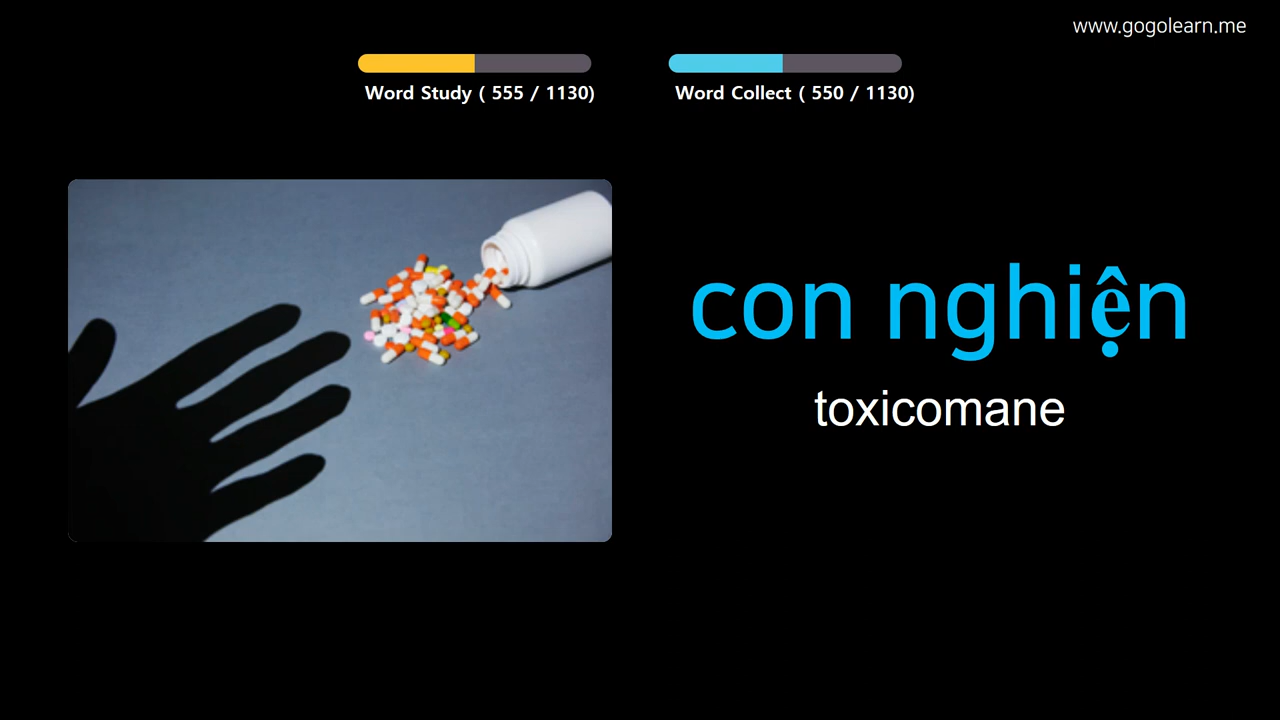 www.gogolearn.me
Word Study ( 555 / 1130)
Word Collect ( 550 / 1130)
con nghiện
toxicomane